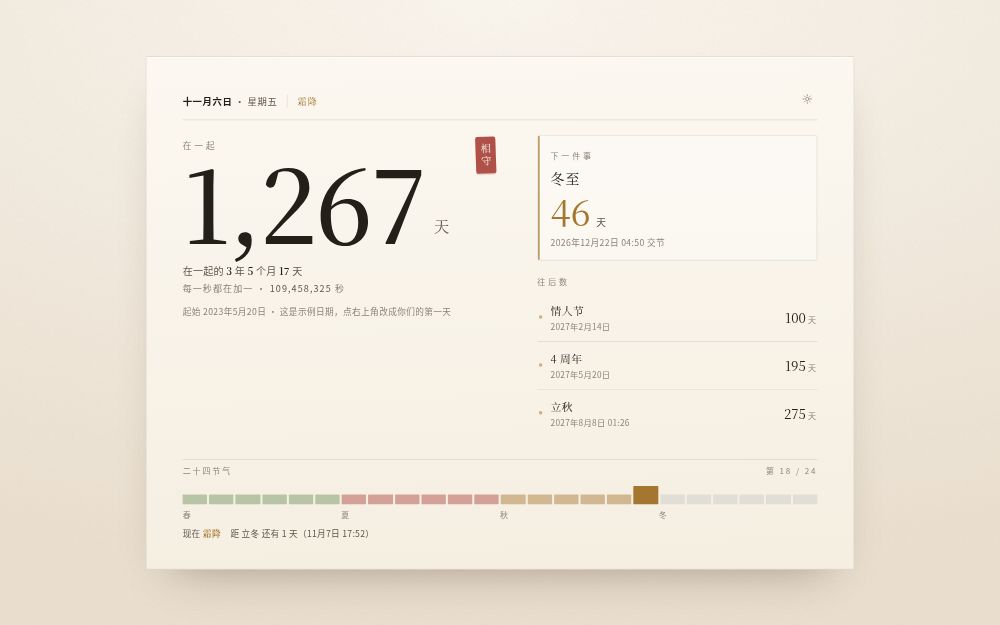 十一月六日 · 星期五 霜降
在一起
相守
1,267 天
在一起的 3 年 5 个月 17 天
每一秒都在加一 · 109,458,325 秒
起始 2023年5月20日 · 这是示例日期，点右上角改成你们的第一天
下一件事
冬至
46 天
2026年12月22日 04:50 交节
往后数
情人节
2027年2月14日
100 天
4 周年
2027年5月20日
195 天
立秋
2027年8月8日 01:26
275 天
二十四节气
第 18 / 24
春 夏 秋 冬
现在 霜降 距 立冬 还有 1 天（11月7日 17:52）